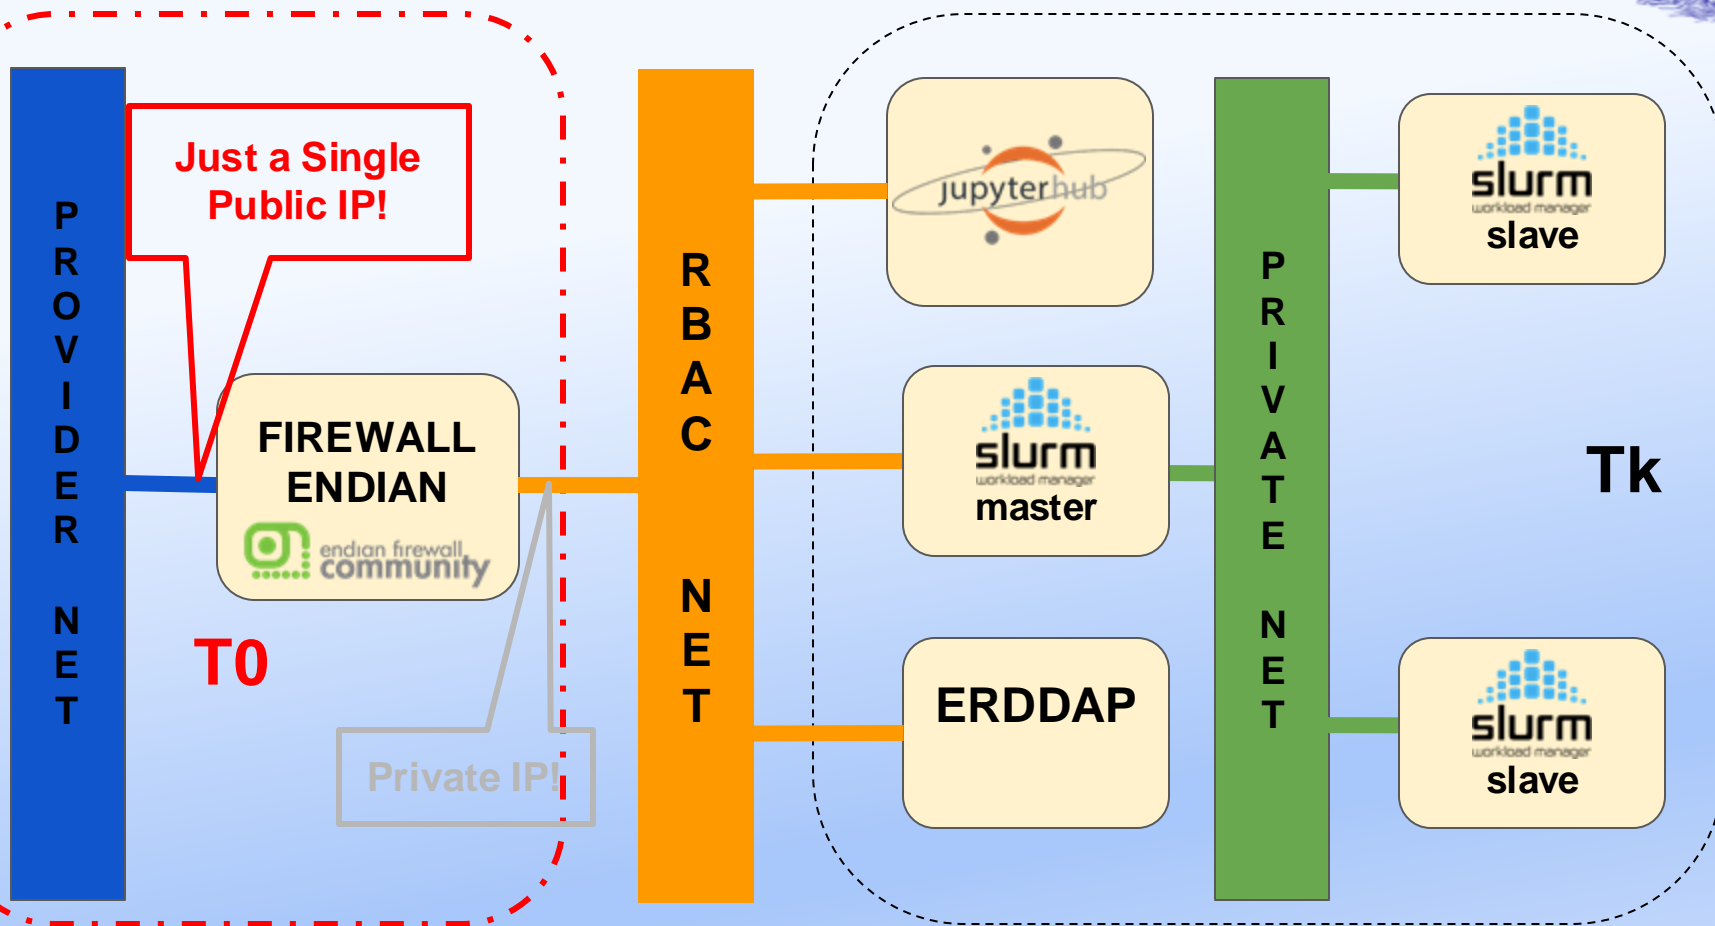 PROVIDER NET
Just a Single
Public IP!
FIREWALL
ENDIAN
endian firewall
community
T0
Private IP!
RBAC NET
jupyterhub
slurm
workload manager
master
ERDDAP
PRIVATE NET
slurm
workload manager
slave
Tk
slurm
workload manager
slave